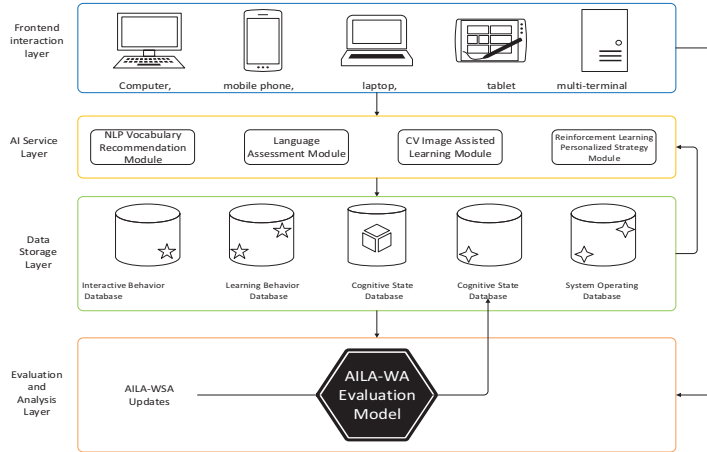 Frontend
interaction
layer
Computer,
mobile phone,
laptop,
tablet
multi-terminal
AI Service
Layer
NLP Vocabulary
Recommendation
Module
Language
Assessment Module
CV Image Assisted
Learning Module
Reinforcement Learning
Personalized Strategy
Module
Data
Storage
Layer
Interactive Behavior
Database
Learning Behavior
Database
Cognitive State
Database
Cognitive State
Database
System Operating
Database
Evaluation
and
Analysis
Layer
AILA-WSA
Updates
AILA-WA
Evaluation
Model